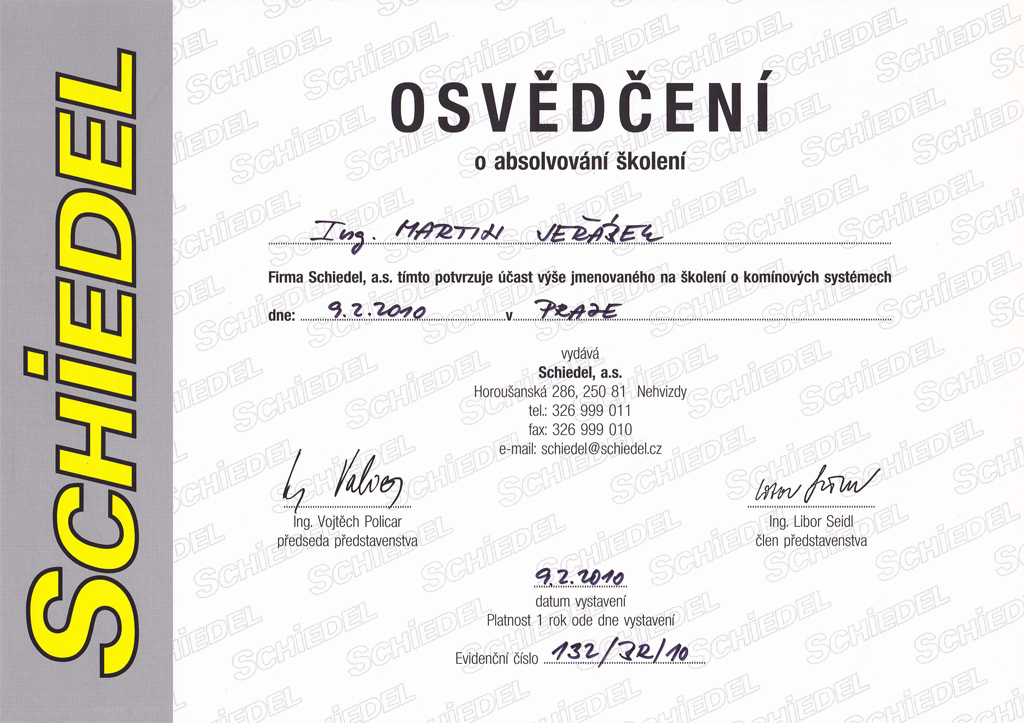 SCHiEDEL
OSVĚDČENÍ
o absolvování školení
Ing. MARTIN JEŘÁBEK
Firma Schiedel, a.s. tímto potvrzuje účast výše jmenovaného na školení o komínových systémech
dne: 9.2.2010 v PRAZE
vydává
Schiedel, a.s.
Horoušanská 286, 250 81 Nehvizdy
tel.: 326 999 011
fax: 326 999 010
e-mail: schiedel@schiedel.cz
Ing. Vojtěch Policar
předseda představenstva
Ing. Libor Seidl
člen představenstva
9.2.2010
datum vystavení
Platnost 1 rok ode dne vystavení
Evidenční číslo 132/JR/10